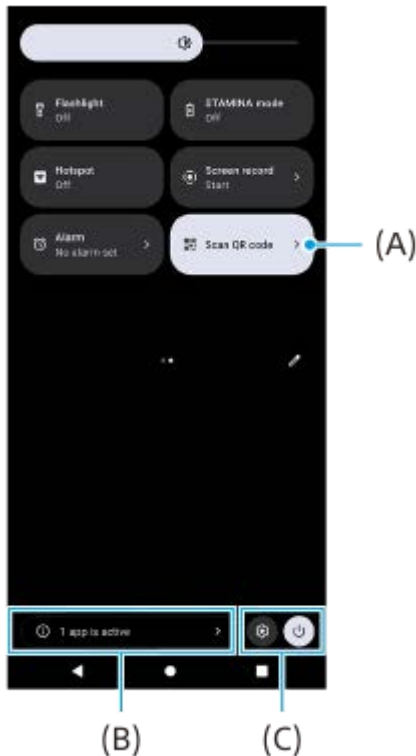 Flashlight
Off
STAMINA mode
Off
Hotspot
Off
Screen record
Start
Alarm
No alarm set
Scan QR code
(A)
1 app is active
(B)
(C)